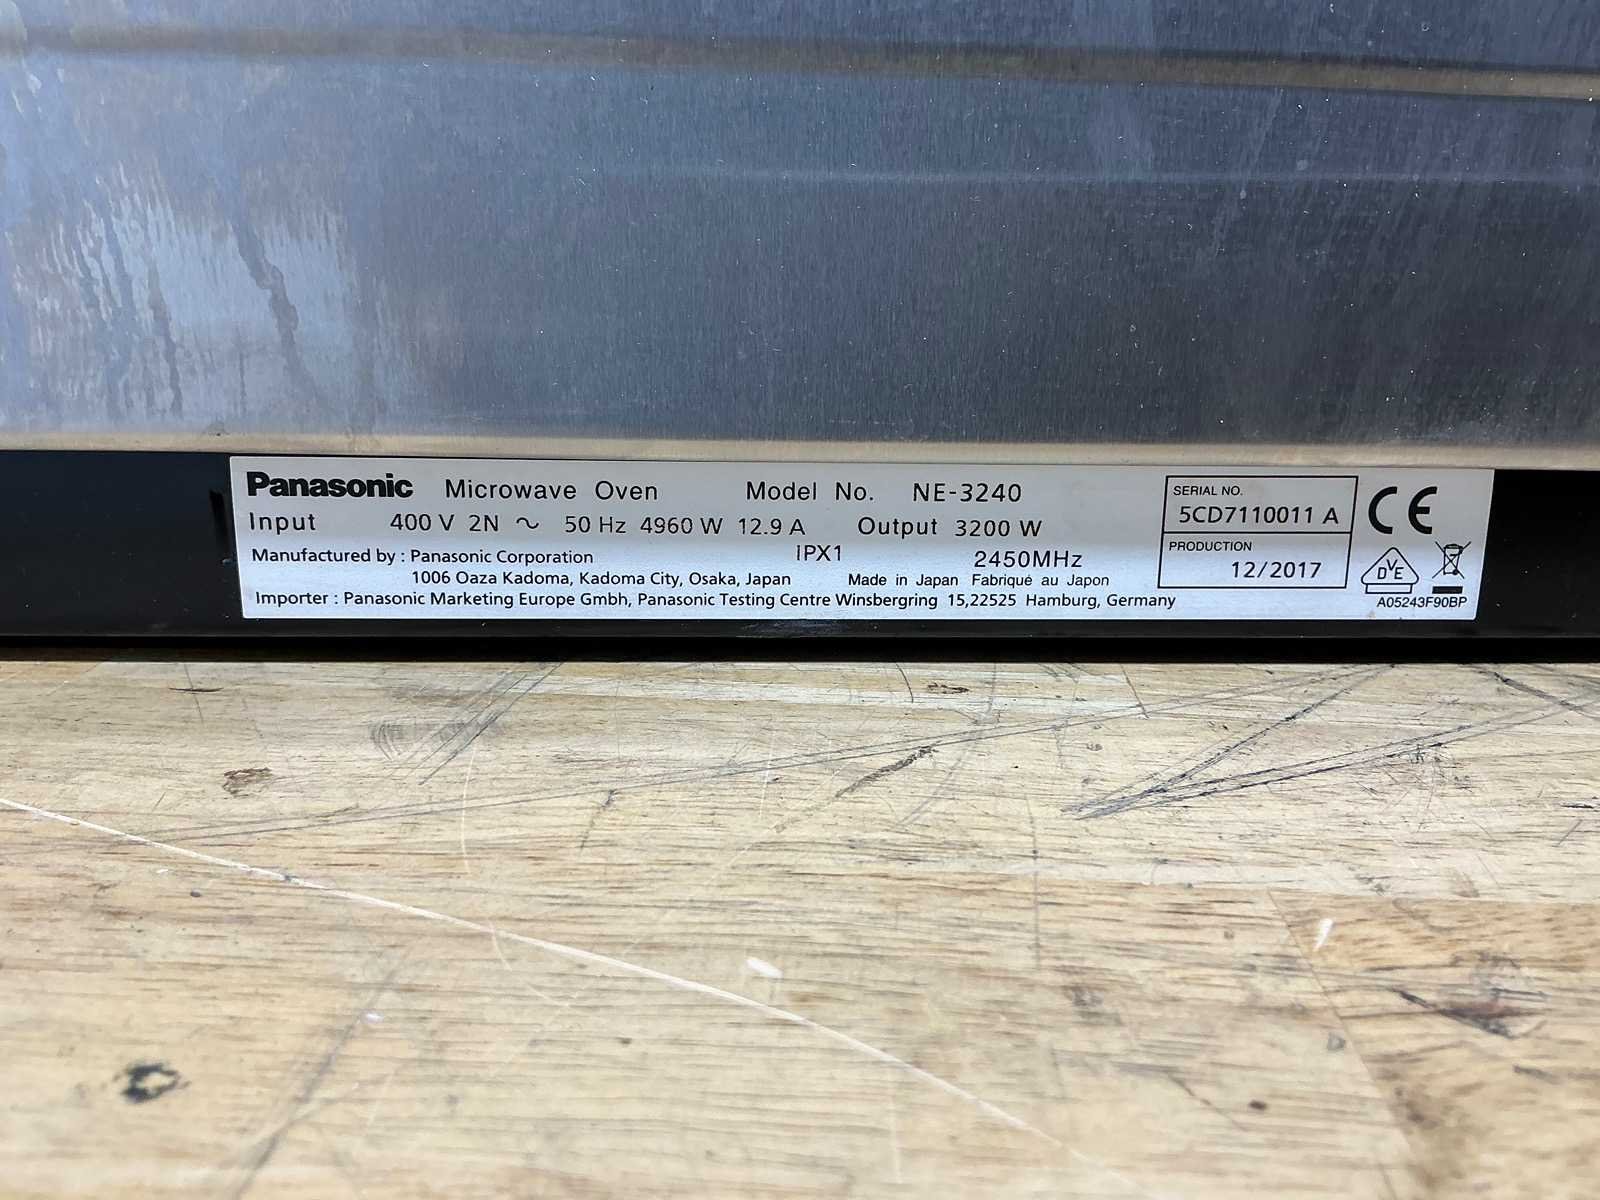 Panasonic Microwave Oven Model No. NE-3240
Input 400 V 2N ~ 50 Hz 4960 W 12.9 A Output 3200 W
Manufactured by : Panasonic Corporation IPX1 2450MHz
1006 Oaza Kadoma, Kadoma City, Osaka, Japan Made in Japan Fabriqué au Japon
Importer : Panasonic Marketing Europe Gmbh, Panasonic Testing Centre Winsbergring 15,22525 Hamburg, Germany
SERIAL NO.
5CD7110011 A
PRODUCTION
12/2017
CE
DVE
A05243F90BP